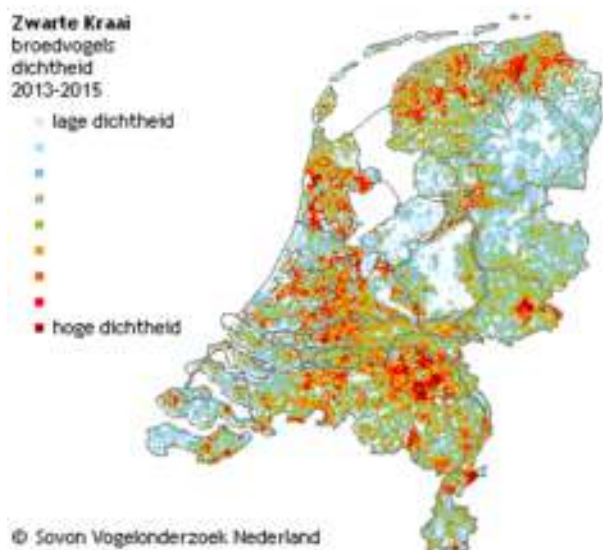 Zwarte Kraai
broedvogels
dichtheid
2013-2015
lage dichtheid
hoge dichtheid
© Sovon Vogelonderzoek Nederland